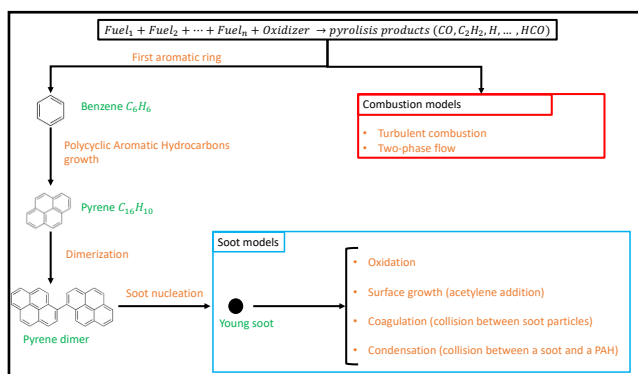 Fuel₁ + Fuel₂ + ⋯ + Fuelₙ + Oxidizer → pyrolisis products (CO, C₂H₂, H, … , HCO)
First aromatic ring
Benzene C₆H₆
Combustion models
• Turbulent combustion
• Two-phase flow
Polycyclic Aromatic Hydrocarbons
growth
Pyrene C₁₆H₁₀
Dimerization
Pyrene dimer
Soot nucleation
Soot models
Young soot
• Oxidation
• Surface growth (acetylene addition)
• Coagulation (collision between soot particles)
• Condensation (collision between a soot and a PAH)